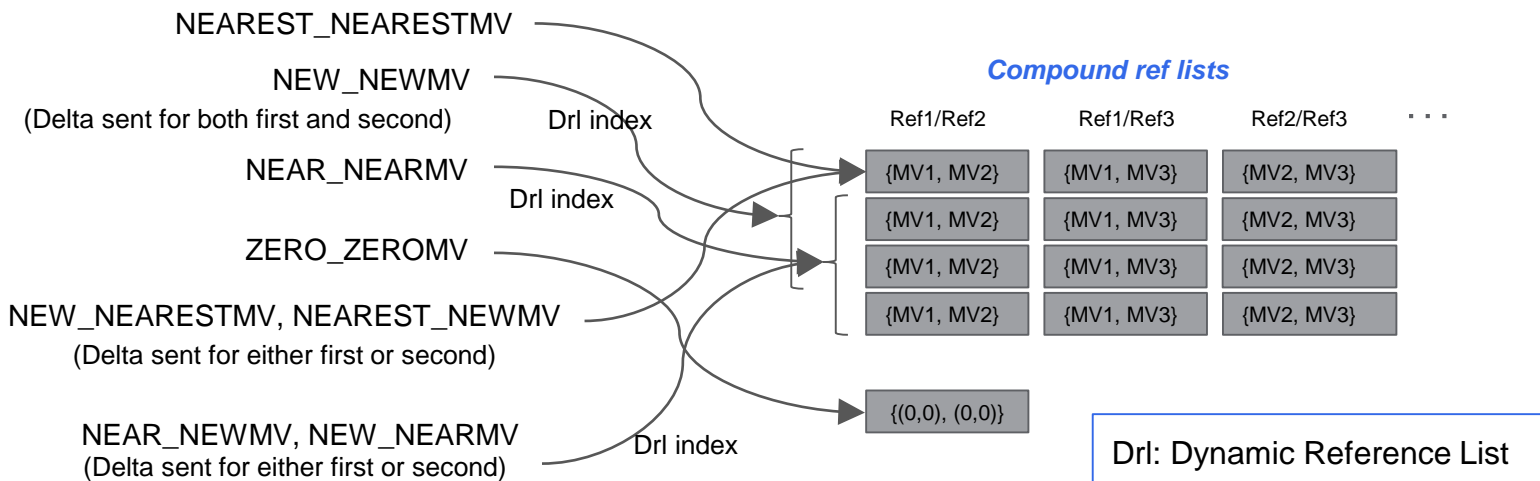 NEAREST_NEARESTMV
NEW_NEWMV
(Delta sent for both first and second)
Drl index
NEAR_NEARMV
Drl index
ZERO_ZEROMV
NEW_NEARESTMV, NEAREST_NEWMV
(Delta sent for either first or second)
NEAR_NEWMV, NEW_NEARMV
(Delta sent for either first or second)
Drl index
Compound ref lists
Ref1/Ref2 Ref1/Ref3 Ref2/Ref3 . . .
{MV1, MV2} {MV1, MV3} {MV2, MV3}
{MV1, MV2} {MV1, MV3} {MV2, MV3}
{MV1, MV2} {MV1, MV3} {MV2, MV3}
{MV1, MV2} {MV1, MV3} {MV2, MV3}
{(0,0), (0,0)}
Drl: Dynamic Reference List